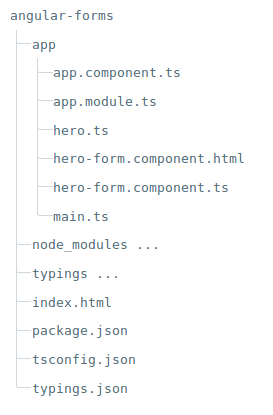 angular-forms
app
app.component.ts
app.module.ts
hero.ts
hero-form.component.html
hero-form.component.ts
main.ts
node_modules ...
typings ...
index.html
package.json
tsconfig.json
typings.json